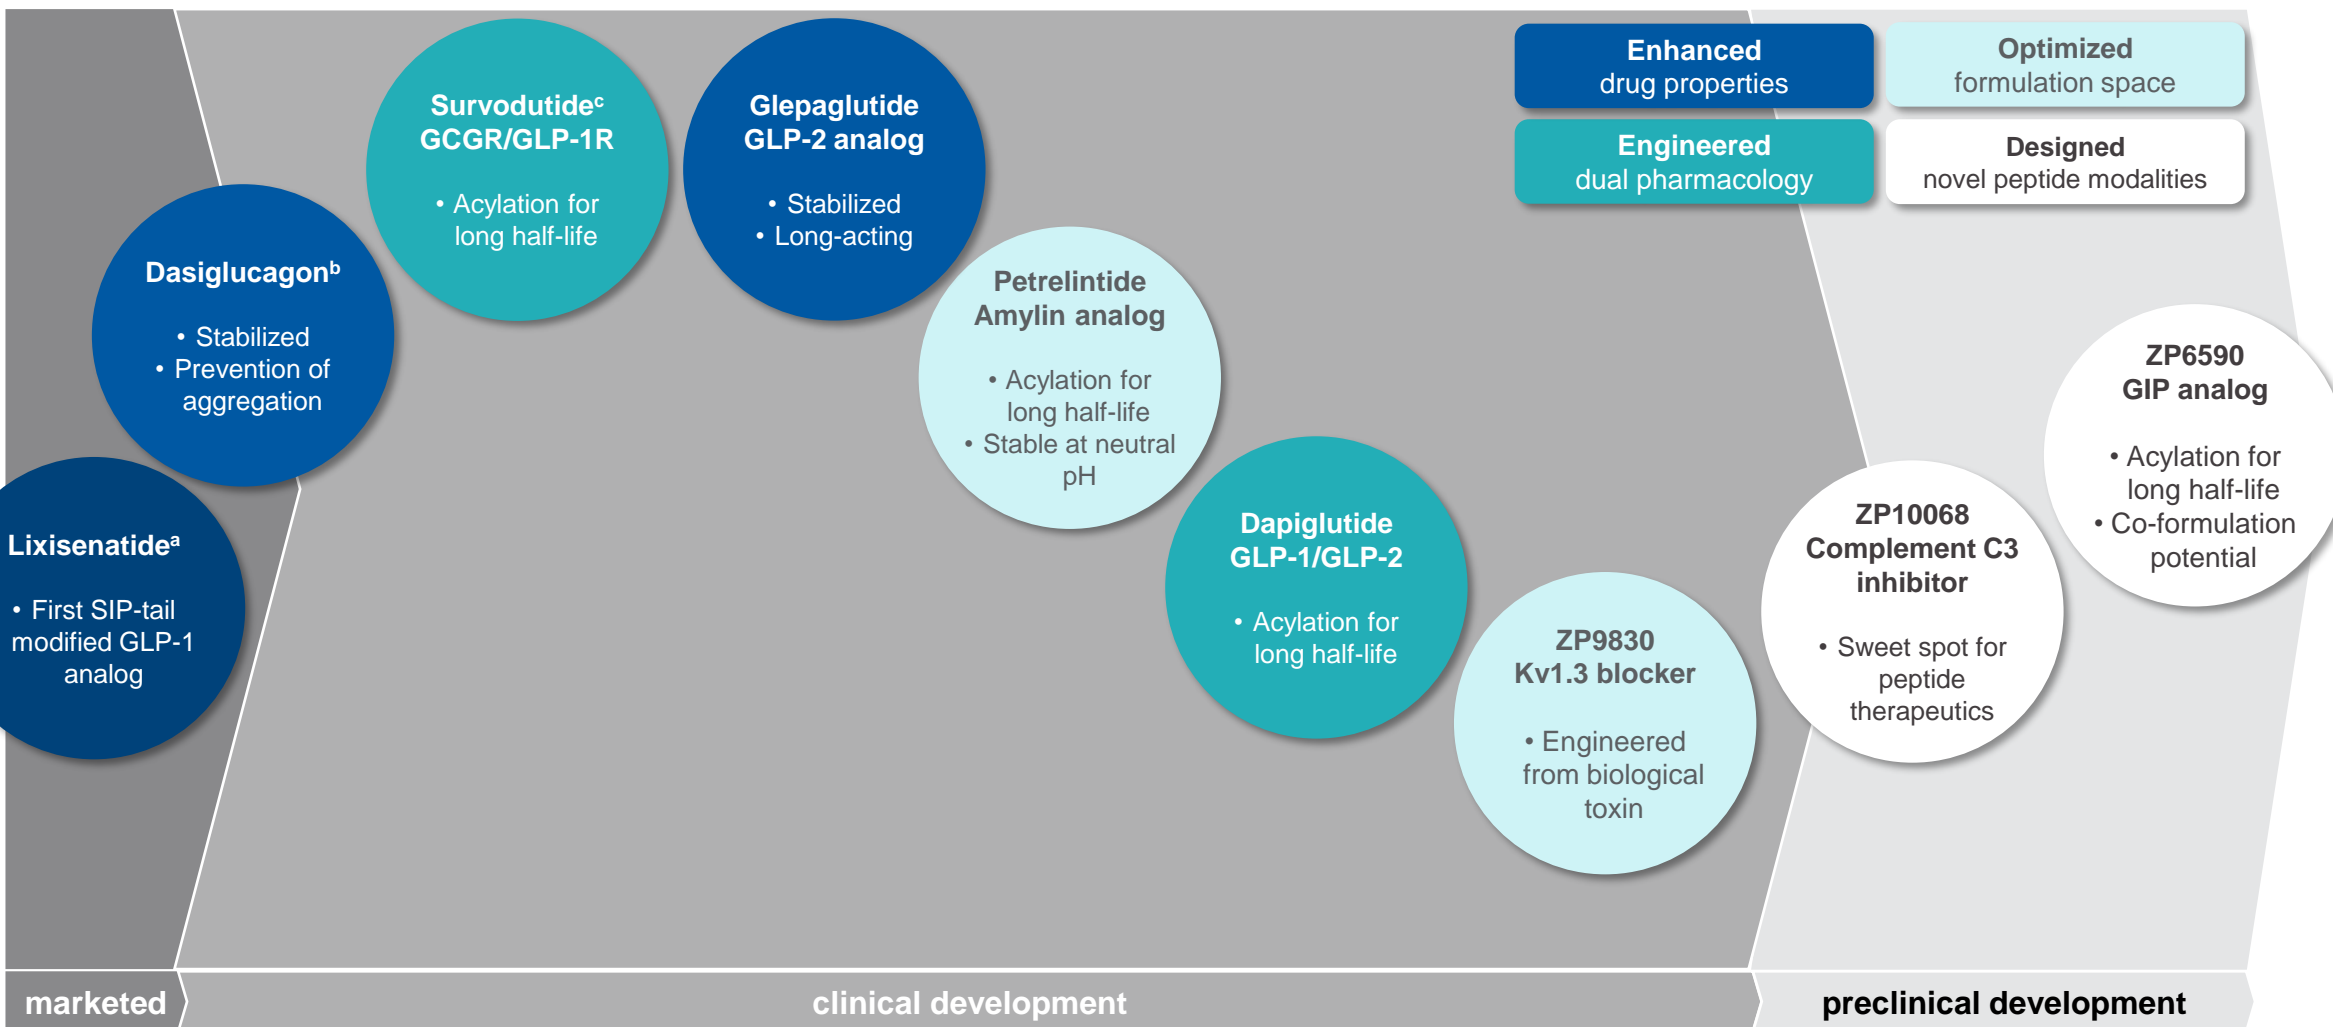 Enhanced
drug properties
Optimized
formulation space
Engineered
dual pharmacology
Designed
novel peptide modalities
Lixisenatideᵃ
• First SIP-tail
modified GLP-1
analog
Dasiglucagonᵇ
• Stabilized
• Prevention of
aggregation
Survodutideᶜ
GCGR/GLP-1R
• Acylation for
long half-life
Glepaglutide
GLP-2 analog
• Stabilized
• Long-acting
Petrelintide
Amylin analog
• Acylation for
long half-life
• Stable at neutral
pH
Dapiglutide
GLP-1/GLP-2
• Acylation for
long half-life
ZP9830
Kv1.3 blocker
• Engineered
from biological
toxin
ZP10068
Complement C3
inhibitor
• Sweet spot for
peptide
therapeutics
ZP6590
GIP analog
• Acylation for
long half-life
• Co-formulation
potential
marketed
clinical development
preclinical development